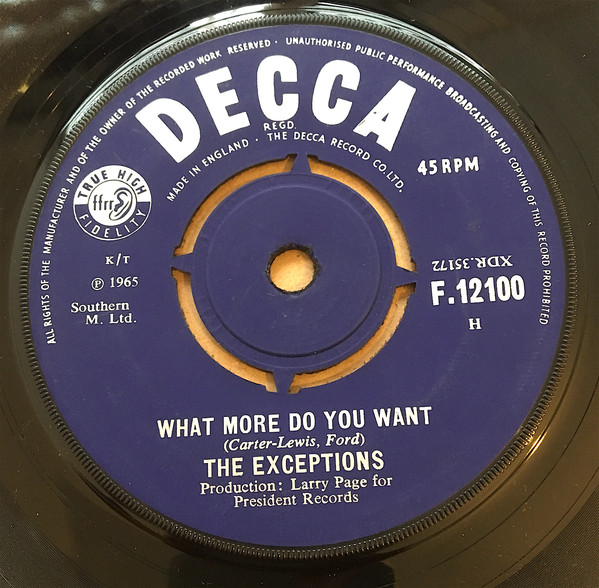 ALL RIGHTS OF THE MANUFACTURER AND OF THE OWNER OF THE RECORDED WORK RESERVED · UNAUTHORISED PUBLIC PERFORMANCE BROADCASTING AND COPYING OF THIS RECORD PROHIBITED
DECCA
REGD.
MADE IN ENGLAND · THE DECCA RECORD CO. LTD.
45 RPM
TRUE HIGH
ffrr
FIDELITY
K/T
℗ 1965
Southern
M. Ltd.
XDR.35172
F.12100
H
WHAT MORE DO YOU WANT
(Carter-Lewis, Ford)
THE EXCEPTIONS
Production: Larry Page for
President Records